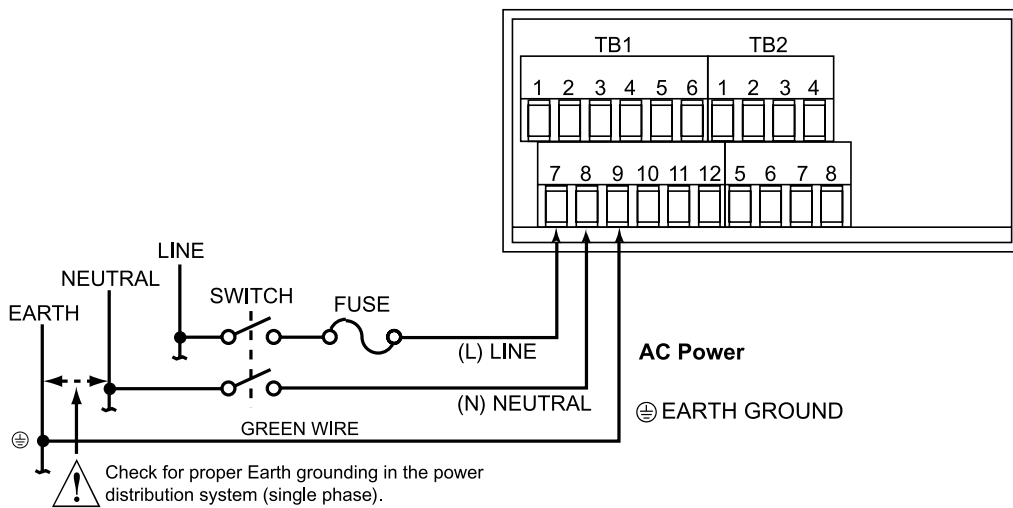 TB1 TB2
1 2 3 4 5 6 1 2 3 4
7 8 9 10 11 12 5 6 7 8
LINE
NEUTRAL
EARTH
SWITCH
FUSE
(L) LINE
AC Power
(N) NEUTRAL
EARTH GROUND
GREEN WIRE
!
Check for proper Earth grounding in the power
distribution system (single phase).